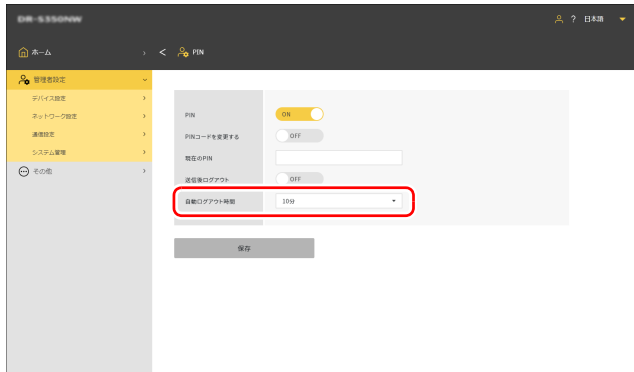 DR-S350NW
? 日本語
ホーム
PIN
管理者設定
デバイス設定
ネットワーク設定
通信設定
システム管理
その他
PIN ON
PINコードを変更する OFF
現在のPIN
送信後ログアウト OFF
自動ログアウト時間 10分
保存